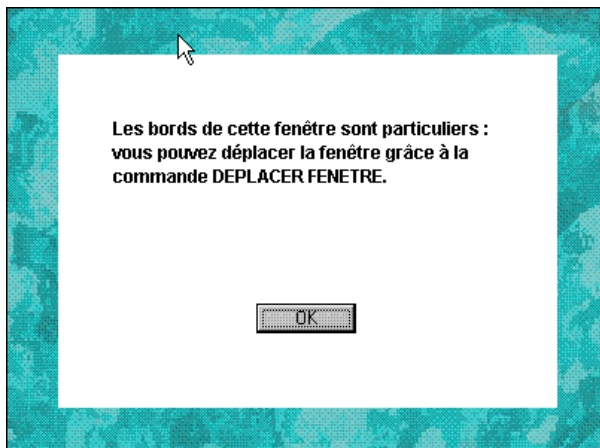 Les bords de cette fenêtre sont particuliers :
vous pouvez déplacer la fenêtre grâce à la
commande DEPLACER FENETRE.
OK